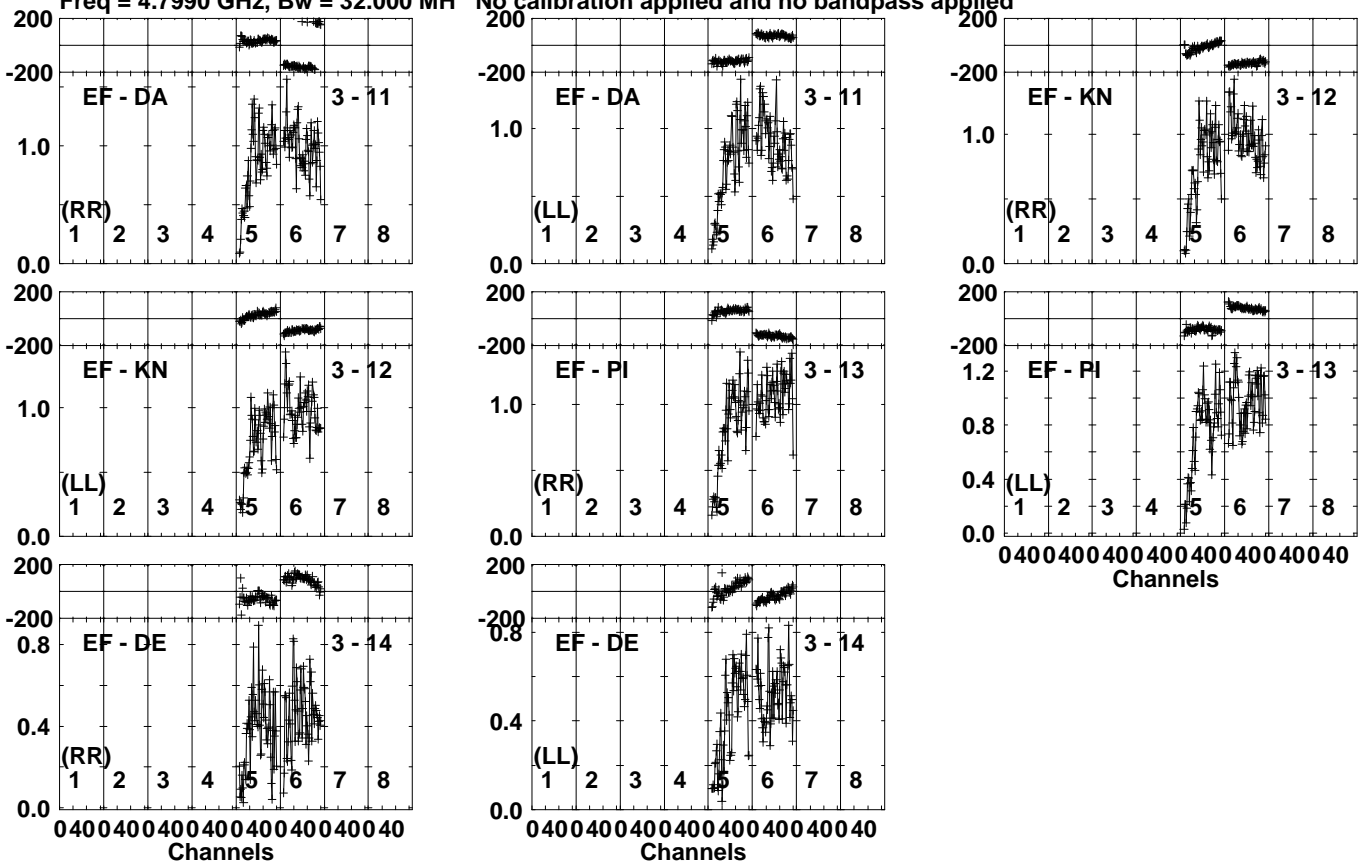 Freq = 4.7990 GHz, Bw = 32.000 MH No calibration applied and no bandpass applied
200
-200
EF - DA 3 - 11
1.0
(RR)
1 2 3 4 5 6 7 8
0.0
200
-200
EF - DA 3 - 11
1.0
(LL)
1 2 3 4 5 6 7 8
0.0
200
-200
EF - KN 3 - 12
1.0
(RR)
1 2 3 4 5 6 7 8
0.0
200
-200
EF - KN 3 - 12
1.0
(LL)
1 2 3 4 5 6 7 8
0.0
200
-200
EF - PI 3 - 13
1.0
(RR)
1 2 3 4 5 6 7 8
0.0
200
-200
EF - PI 3 - 13
1.2
0.8
0.4
(LL)
1 2 3 4 5 6 7 8
0.0
0 40 0 40 0 40 0 40 0 40 0 40 0 40 0 40
Channels
200
-200
EF - DE 3 - 14
0.8
0.4
(RR)
1 2 3 4 5 6 7 8
0.0
0 40 0 40 0 40 0 40 0 40 0 40 0 40 0 40
Channels
200
-200
EF - DE 3 - 14
0.8
0.4
(LL)
1 2 3 4 5 6 7 8
0.0
0 40 0 40 0 40 0 40 0 40 0 40 0 40 0 40
Channels